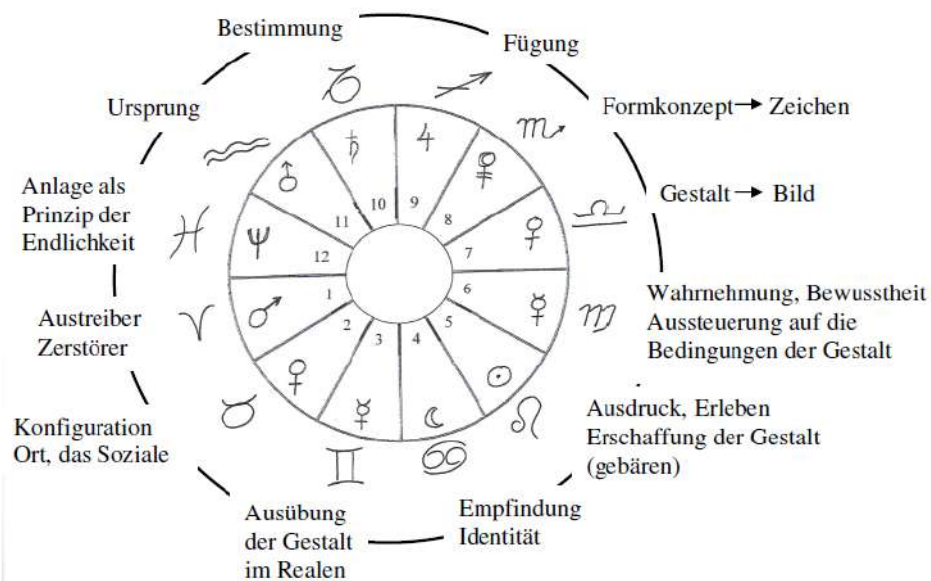 Bestimmung
Fügung
Ursprung
Formkonzept → Zeichen
Anlage als
Prinzip der
Endlichkeit
Gestalt → Bild
Austreiber
Zerstörer
Wahrnehmung, Bewusstheit
Aussteuerung auf die
Bedingungen der Gestalt
Konfiguration
Ort, das Soziale
Ausdruck, Erleben
Erschaffung der Gestalt
(gebären)
Ausübung
der Gestalt
im Realen
Empfindung
Identität
♑ ♐ ♏ ♎ ♍ ♌ ♋ ♊ ♉ ♈ ♓ ♒
♄ ♃ ♀ ☿ ☉ ☾ ☿ ♀ ♂ ♆
10 9 8 7 6 5 4 3 2 1 12 11